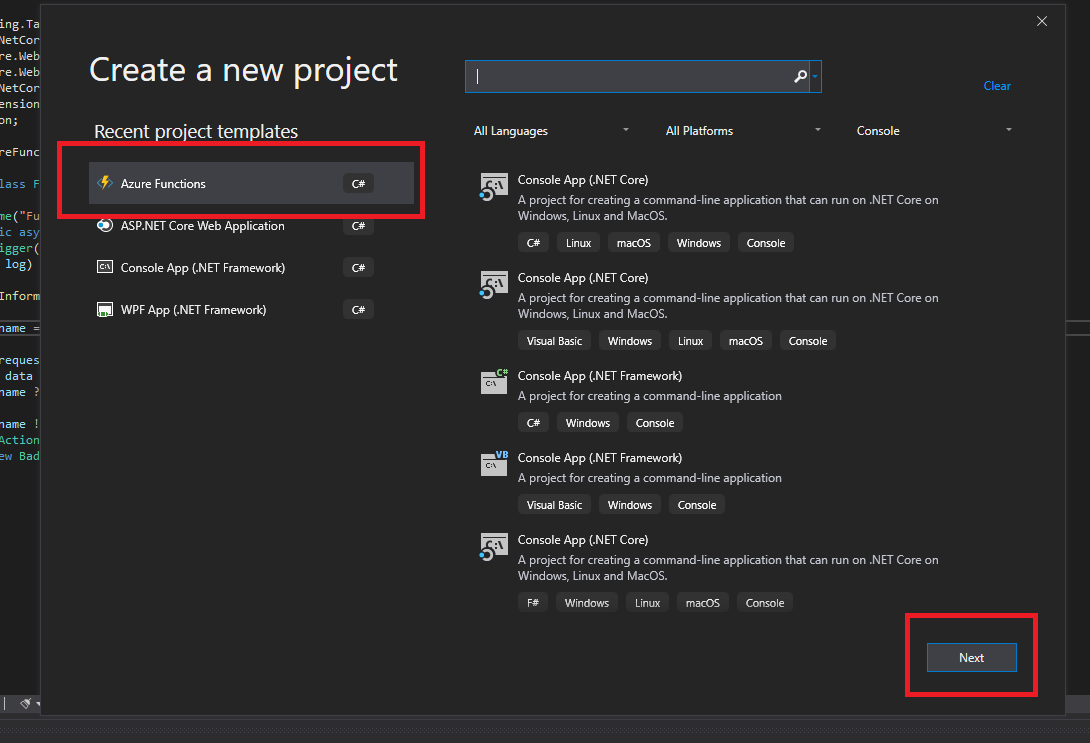 ing.Ta
NetCor
re.Web
re.Web
NetCor
ension
on;
reFunc
lass F
me("Fu
ic asy
igger(
log)
Inform
name =
reques
data
name ?
name !
Action
ew Bad
Create a new project
Clear
Recent project templates
Azure Functions C#
ASP.NET Core Web Application C#
Console App (.NET Framework) C#
WPF App (.NET Framework) C#
All Languages All Platforms Console
Console App (.NET Core)
A project for creating a command-line application that can run on .NET Core on
Windows, Linux and MacOS.
C# Linux macOS Windows Console
Console App (.NET Core)
A project for creating a command-line application that can run on .NET Core on
Windows, Linux and MacOS.
Visual Basic Windows Linux macOS Console
Console App (.NET Framework)
A project for creating a command-line application
C# Windows Console
Console App (.NET Framework)
A project for creating a command-line application
Visual Basic Windows Console
Console App (.NET Core)
A project for creating a command-line application that can run on .NET Core on
Windows, Linux and MacOS.
F# Windows Linux macOS Console
Next